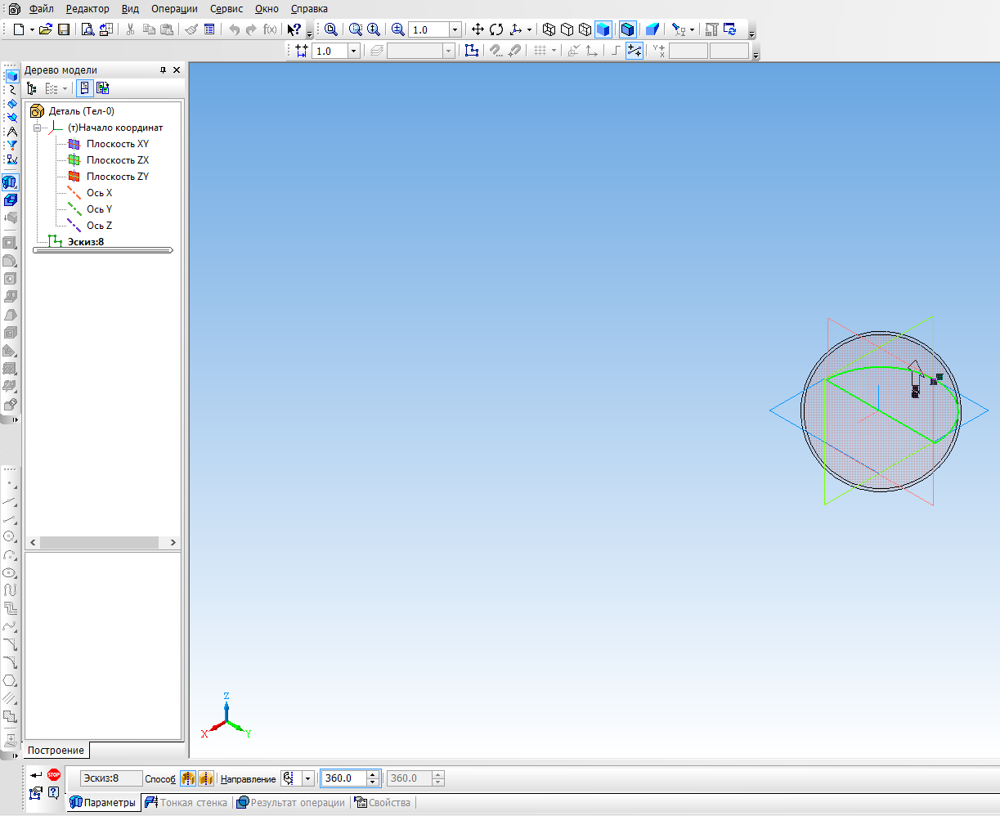 Файл Редактор Вид Операции Сервис Окно Справка
f(x) 1.0
1.0
Дерево модели
Деталь (Тел-0)
(т)Начало координат
Плоскость XY
Плоскость ZX
Плоскость ZY
Ось X
Ось Y
Ось Z
Эскиз:8
Z
X Y
Построение
STOP Эскиз:8 Способ Направление 360.0 360.0
Параметры Тонкая стенка Результат операции Свойства